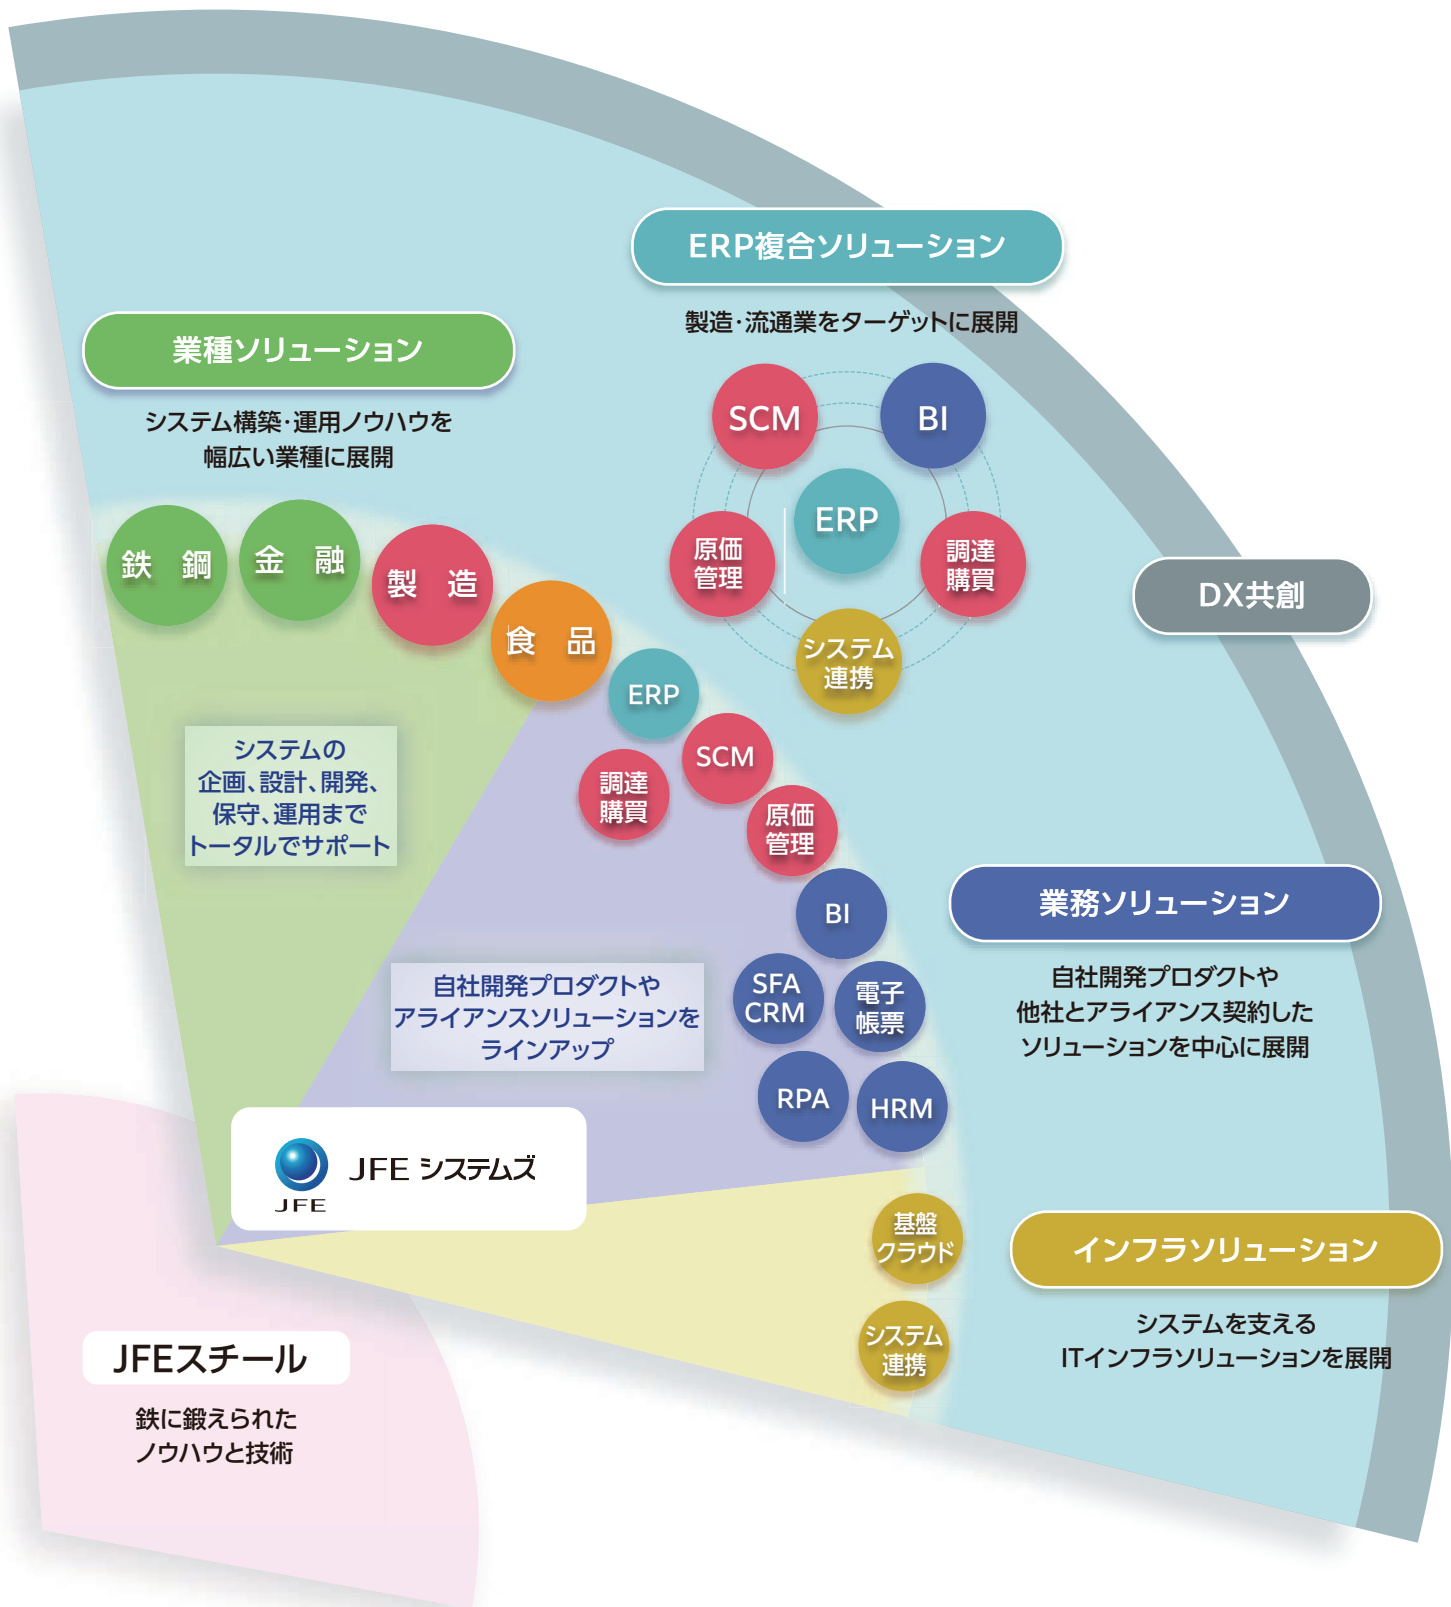 ERP複合ソリューション
製造・流通業をターゲットに展開
SCM
BI
ERP
原価
管理
調達
購買
システム
連携
業種ソリューション
システム構築・運用ノウハウを
幅広い業種に展開
鉄 鋼
金 融
製 造
食 品
DX共創
システムの
企画、設計、開発、
保守、運用まで
トータルでサポート
ERP
SCM
調達
購買
原価
管理
BI
SFA
CRM
電子
帳票
RPA
HRM
自社開発プロダクトや
アライアンスソリューションを
ラインアップ
業務ソリューション
自社開発プロダクトや
他社とアライアンス契約した
ソリューションを中心に展開
JFE
JFE システムズ
基盤
クラウド
システム
連携
インフラソリューション
システムを支える
ITインフラソリューションを展開
JFEスチール
鉄に鍛えられた
ノウハウと技術